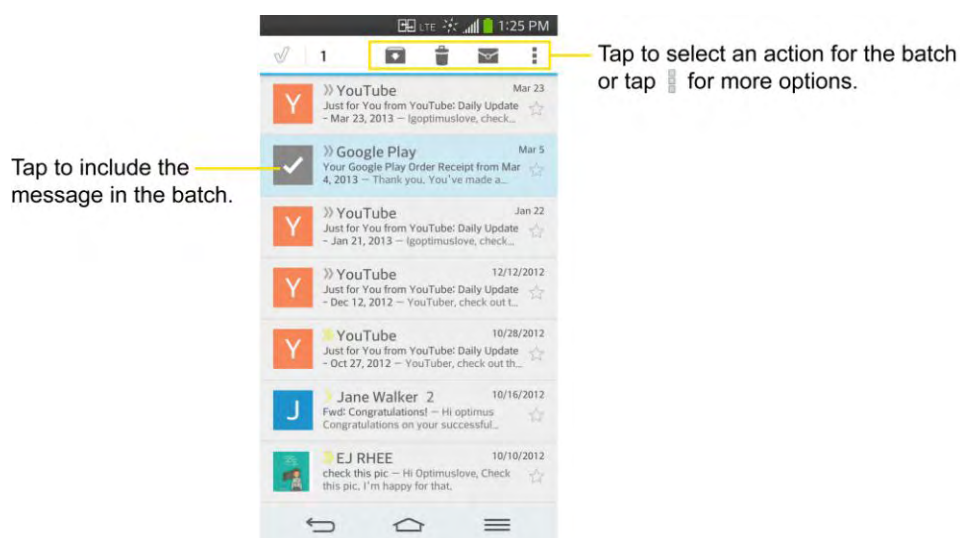 LTE 1:25 PM
1
Tap to select an action for the batch
or tap for more options.
Y
» YouTube Mar 23
Just for You from YouTube: Daily Update
- Mar 23, 2013 – Igoptimuslove, check...
Tap to include the
message in the batch.
» Google Play Mar 5
Your Google Play Order Receipt from Mar
4, 2013 – Thank you. You've made a...
Y
» YouTube Jan 22
Just for You from YouTube: Daily Update
- Jan 21, 2013 – Igoptimuslove, check...
Y
» YouTube 12/12/2012
Just for You from YouTube: Daily Update
- Dec 12, 2012 – YouTuber, check out t...
Y
» YouTube 10/28/2012
Just for You from YouTube: Daily Update
- Oct 27, 2012 – YouTuber, check out th...
J
Jane Walker 2 10/16/2012
Fwd: Congratulations! – Hi optimus
Congratulations on your successful...
EJ RHEE 10/10/2012
check this pic – Hi Optimuslove, Check
this pic. I'm happy for that.